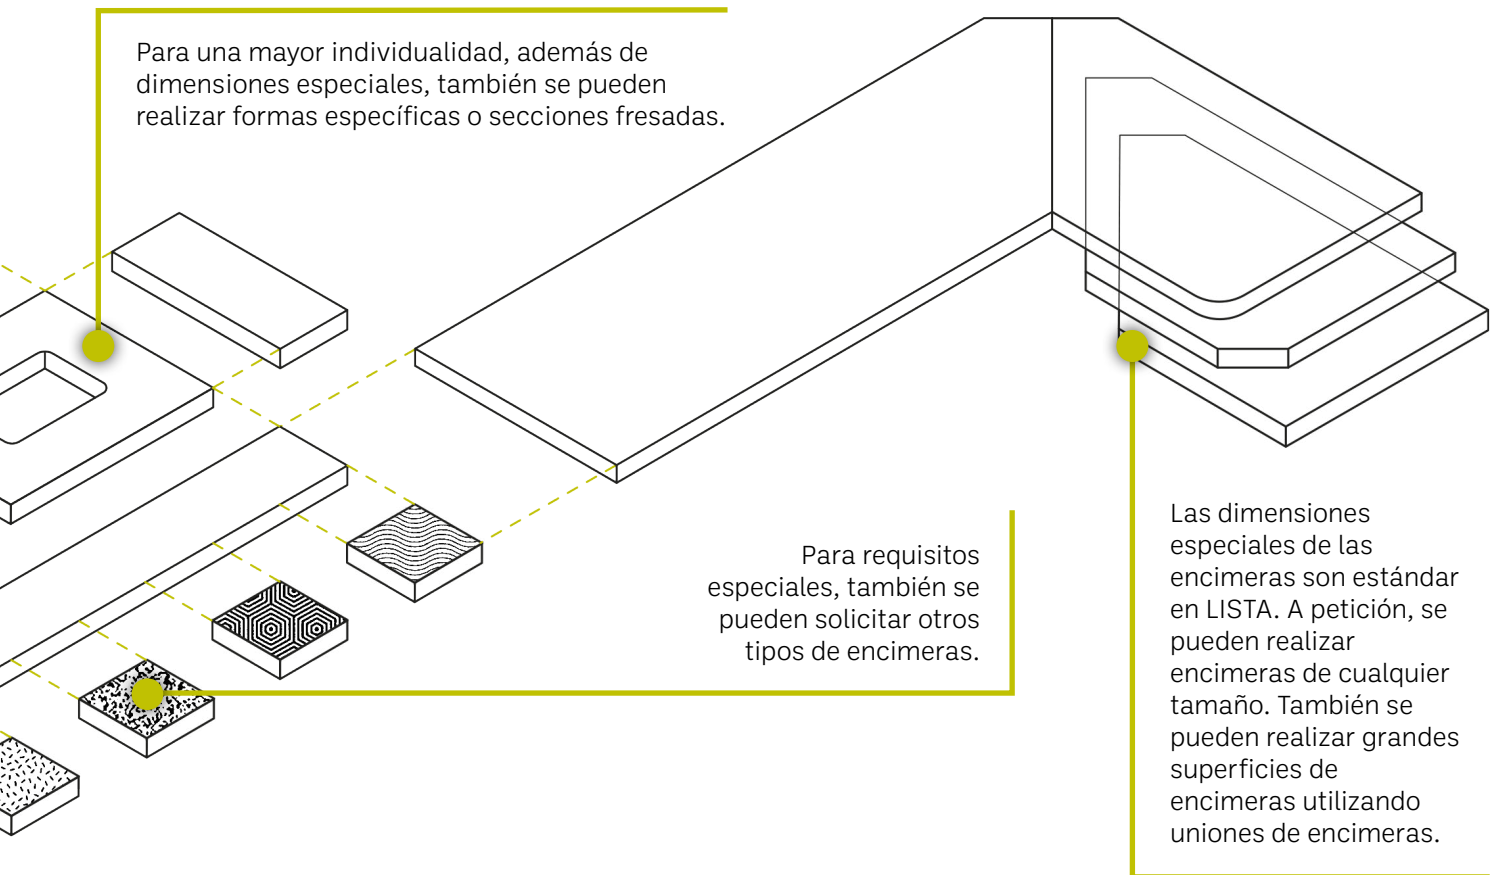 Para una mayor individualidad, además de
dimensiones especiales, también se pueden
realizar formas específicas o secciones fresadas.
Para requisitos
especiales, también se
pueden solicitar otros
tipos de encimeras.
Las dimensiones
especiales de las
encimeras son estándar
en LISTA. A petición, se
pueden realizar
encimeras de cualquier
tamaño. También se
pueden realizar grandes
superficies de
encimeras utilizando
uniones de encimeras.